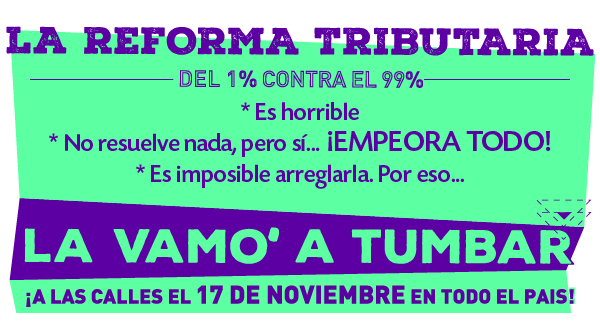 LA REFORMA TRIBUTARIA
DEL 1% CONTRA EL 99%
* Es horrible
* No resuelve nada, pero sí... ¡EMPEORA TODO!
* Es imposible arreglarla. Por eso...
LA VAMO' A TUMBAR
¡A LAS CALLES EL 17 DE NOVIEMBRE EN TODO EL PAIS!